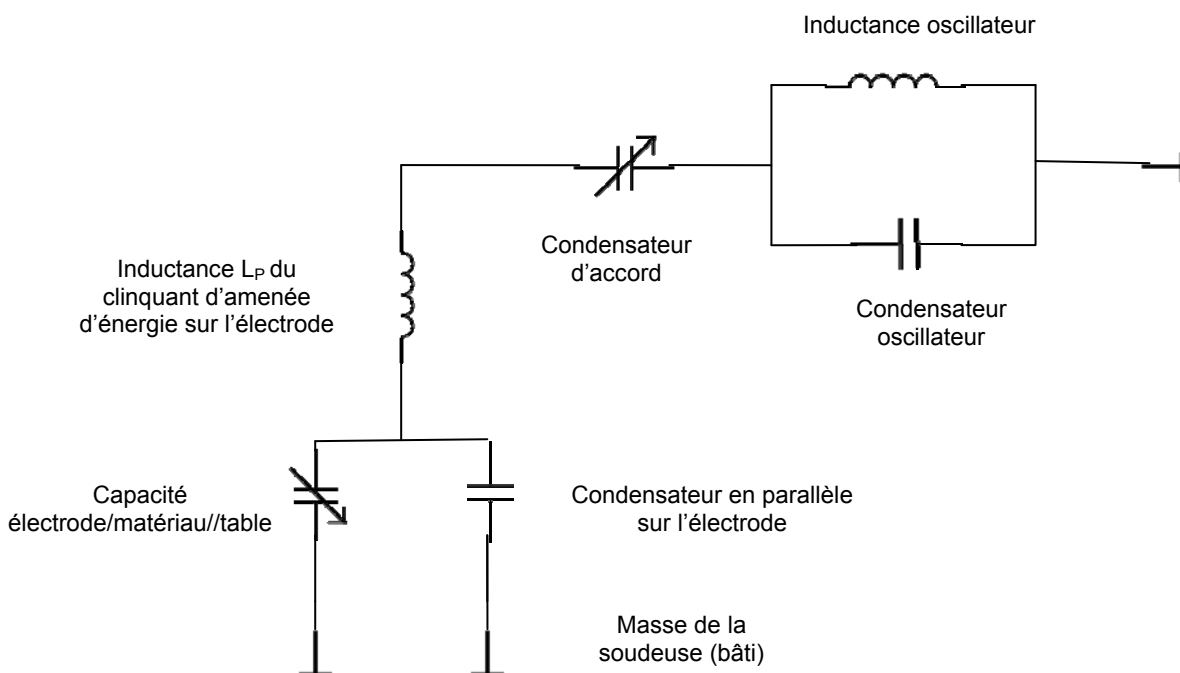 Inductance oscillateur
Condensateur
d'accord
Inductance LP du
clinquant d'amenée
d'énergie sur l'électrode
Condensateur
oscillateur
Capacité
électrode/matériau//table
Condensateur en parallèle
sur l'électrode
Masse de la
soudeuse (bâti)